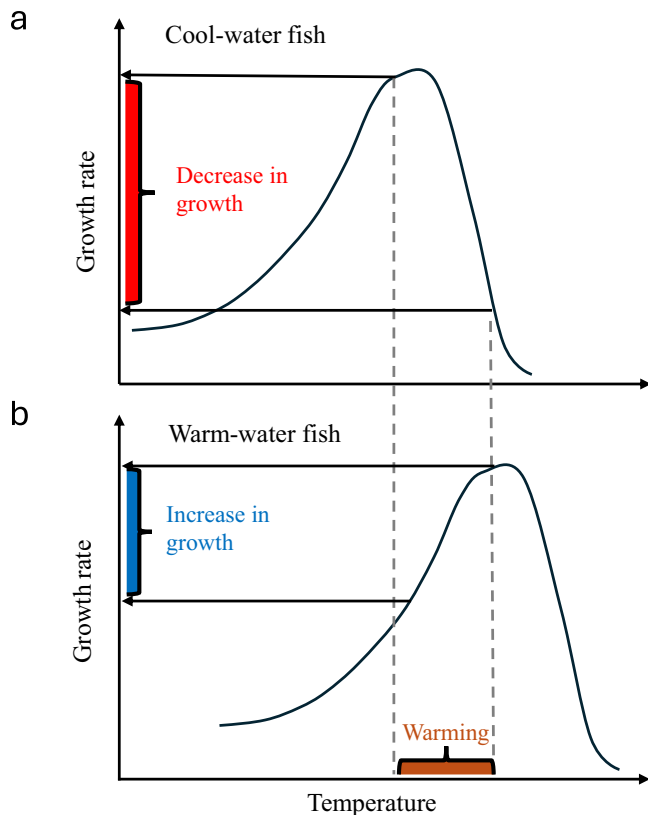 a
Cool-water fish
Growth rate
Decrease in
growth
b
Warm-water fish
Growth rate
Increase in
growth
Warming
Temperature